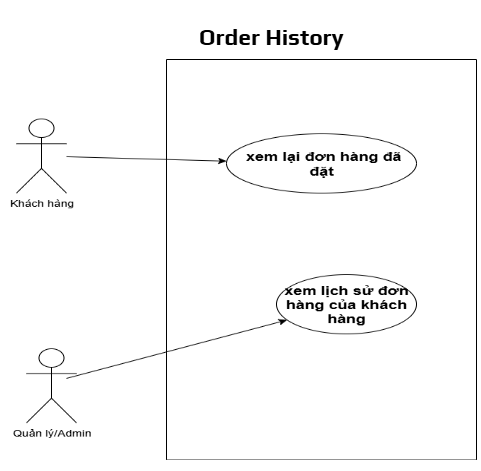 Order History
xem lại đơn hàng đã
đặt
Khách hàng
xem lịch sử đơn
hàng của khách
hàng
Quản lý/Admin